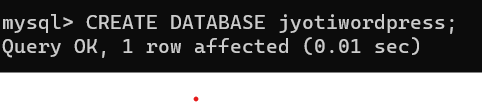 mysql> CREATE DATABASE jyotiwordpress;
Query OK, 1 row affected (0.01 sec)